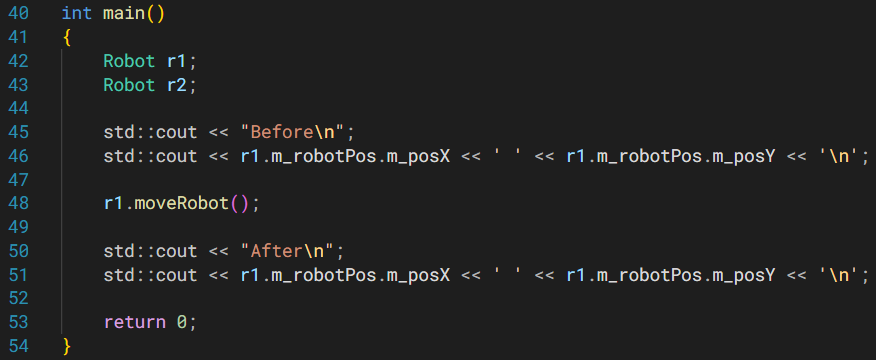 40 int main()
41 {
42     Robot r1;
43     Robot r2;
44
45     std::cout << "Before\n";
46     std::cout << r1.m_robotPos.m_posX << ' ' << r1.m_robotPos.m_posY << '\n';
47
48     r1.moveRobot();
49
50     std::cout << "After\n";
51     std::cout << r1.m_robotPos.m_posX << ' ' << r1.m_robotPos.m_posY << '\n';
52
53     return 0;
54 }